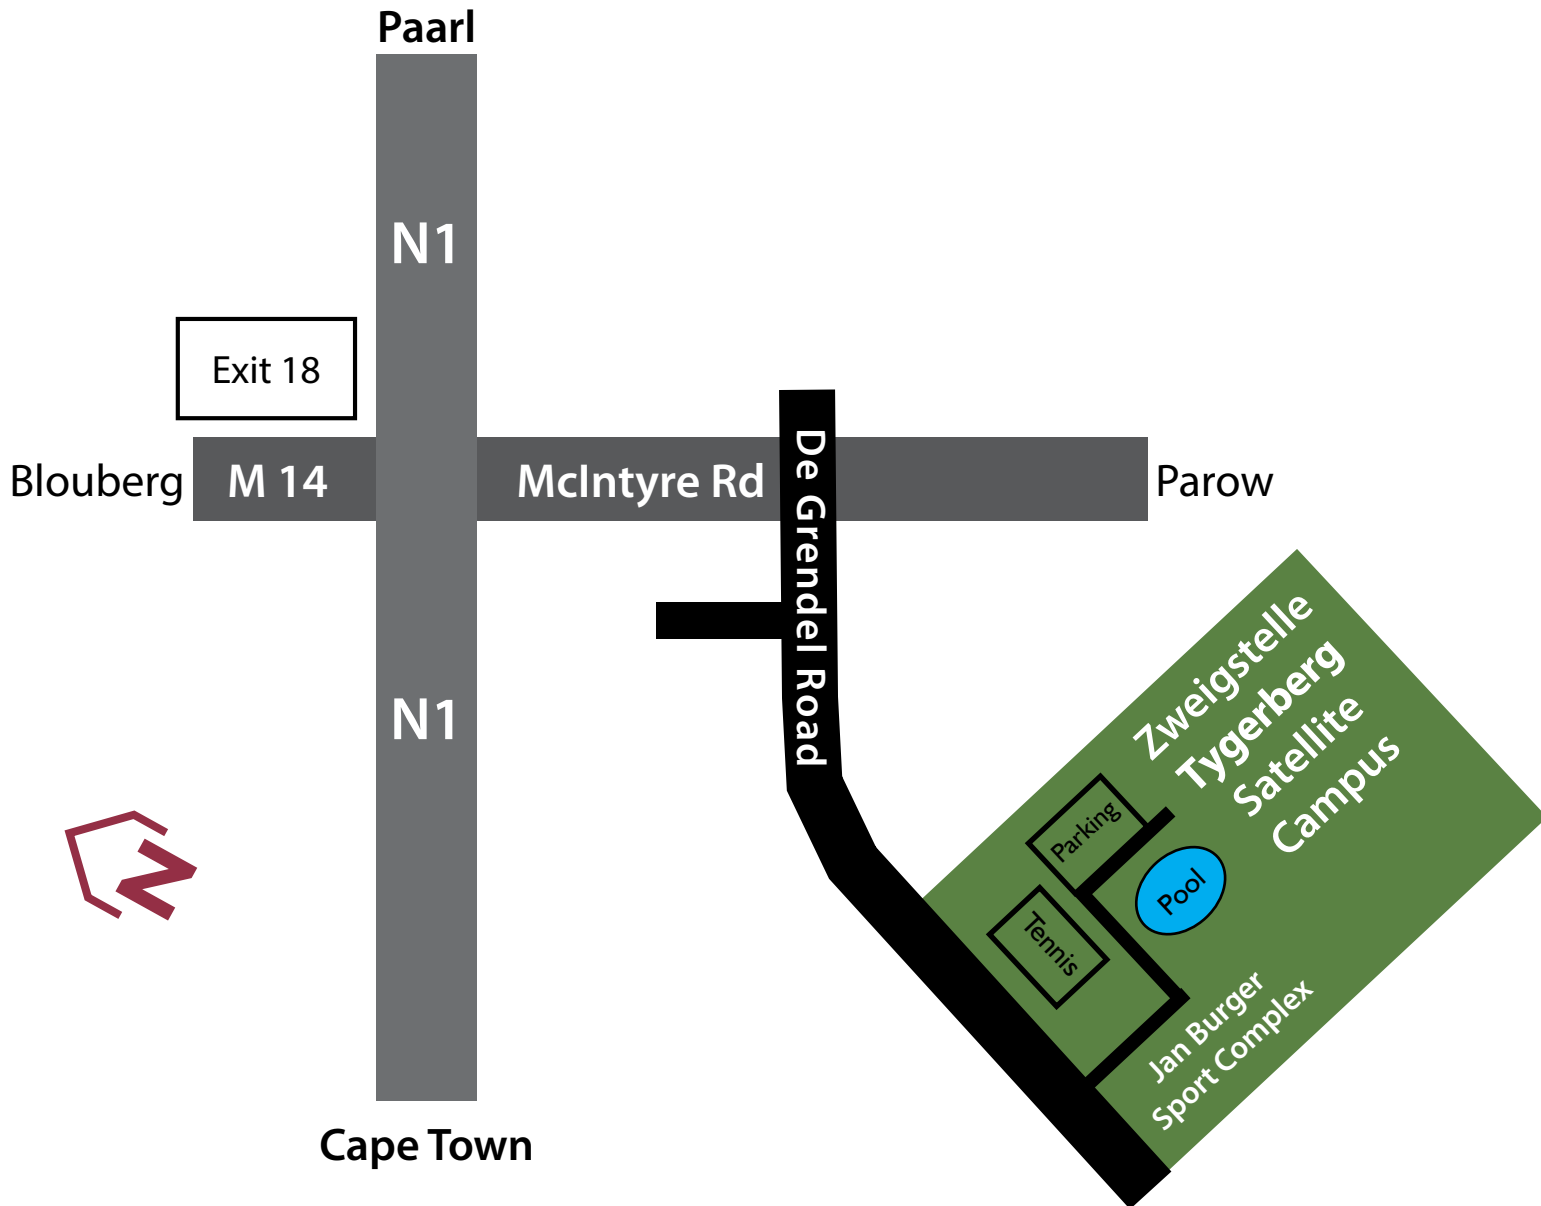 Paarl
N1
Exit 18
Blouberg
M 14
McIntyre Rd
De Grendel Road
Parow
N1
Zweigstelle
Tygerberg
Satellite
Campus
Parking
Pool
Tennis
Jan Burger
Sport Complex
N
Cape Town